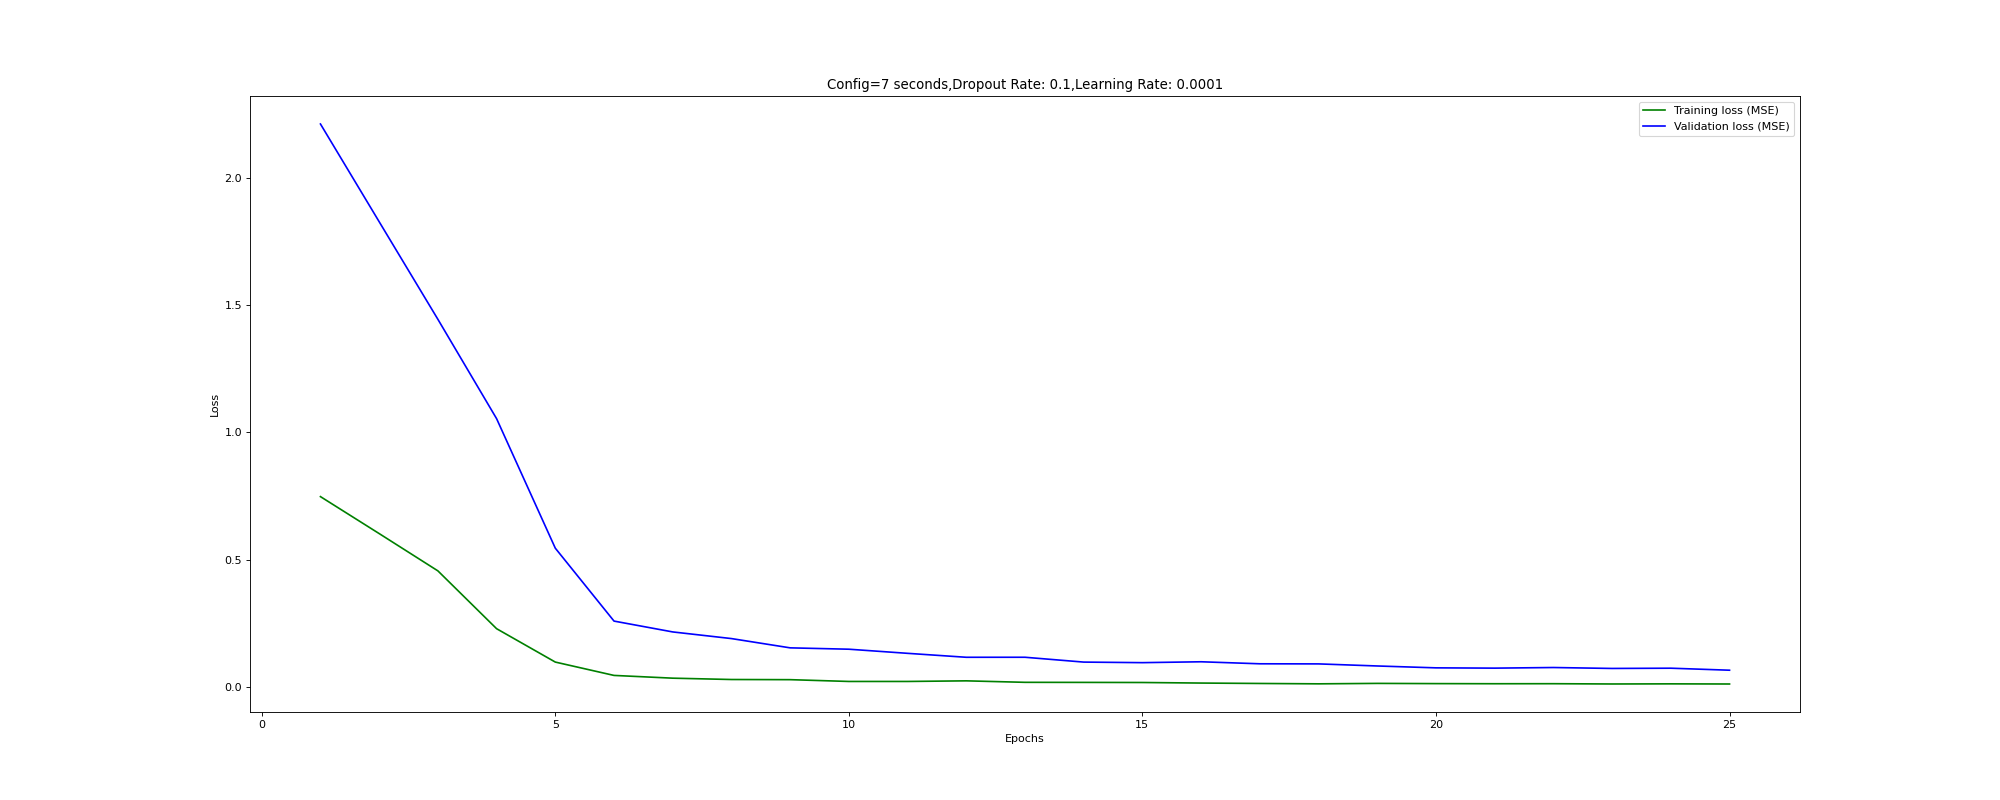 Config=7 seconds,Dropout Rate: 0.1,Learning Rate: 0.0001
Training loss (MSE)
Validation loss (MSE)
2.0
1.5
1.0
0.5
0.0
Loss
0 5 10 15 20 25
Epochs